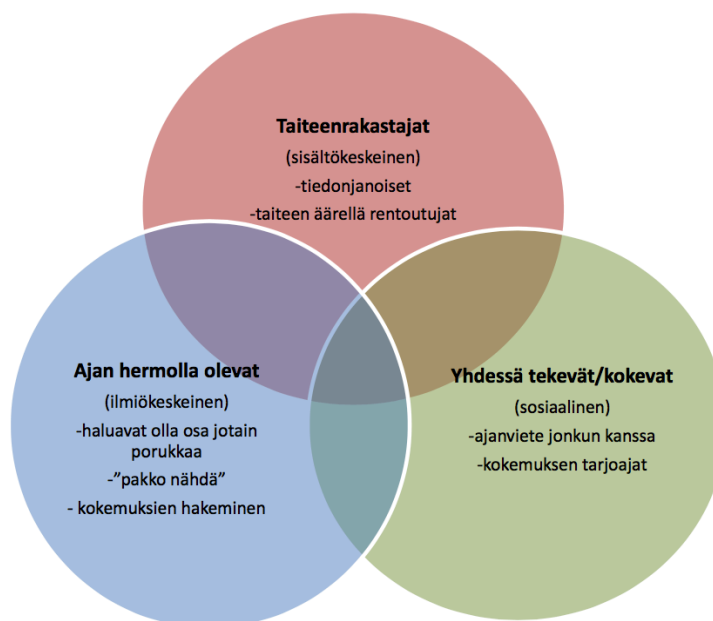 Taiteenrakastajat
(sisältökeskeinen)
-tiedonjanoiset
-taiteen äärellä rentoutujat
Ajan hermolla olevat
(ilmiökeskeinen)
-haluavat olla osa jotain
porukkaa
-”pakko nähdä”
- kokemuksien hakeminen
Yhdessä tekevät/kokevat
(sosiaalinen)
-ajanviete jonkun kanssa
-kokemuksen tarjoajat